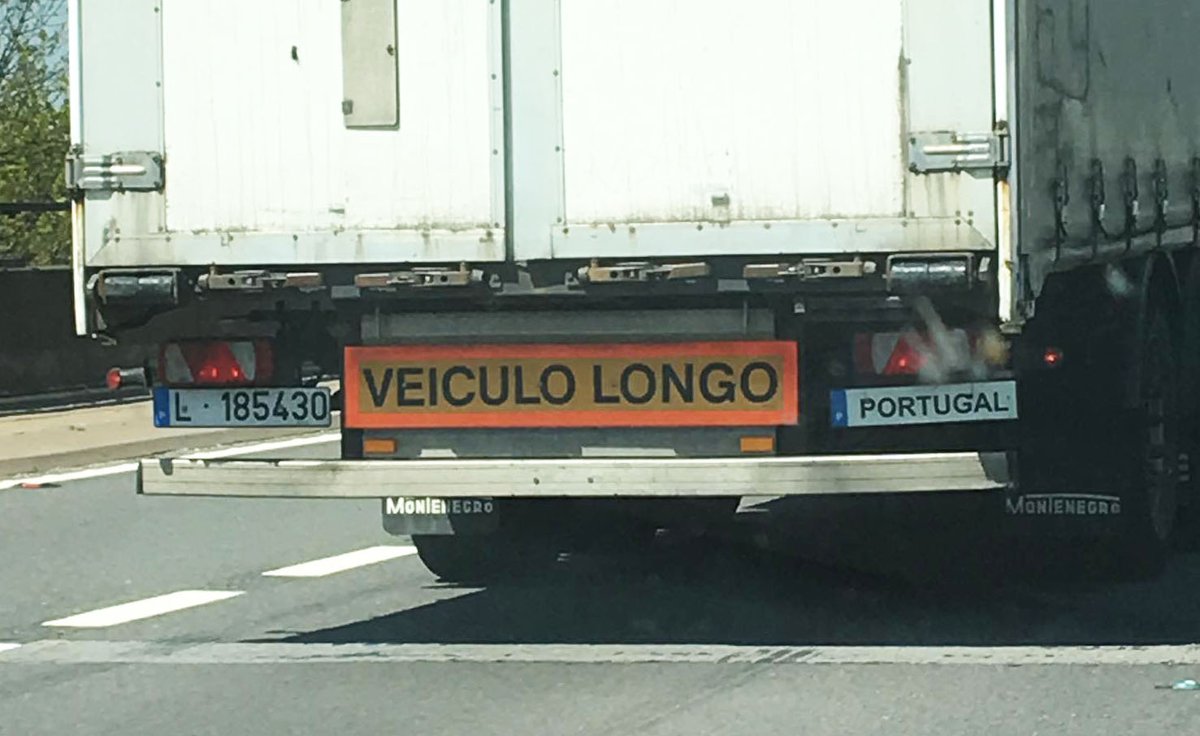 VEICULO LONGO
P L · 185430
P PORTUGAL
MONTENEGRO
MONTENEGRO